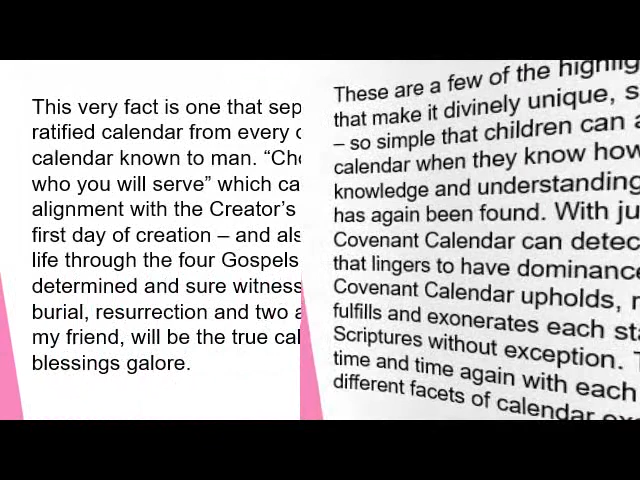 This very fact is one that sep
ratified calendar from every
calendar known to man. “Cho
who you will serve” which ca
alignment with the Creator’s
first day of creation – and als
life through the four Gospels
determined and sure witness
burial, resurrection and two a
my friend, will be the true cal
blessings galore.
These are a few of the highlig
that make it divinely unique, s
– so simple that children can a
calendar when they know how
knowledge and understanding
has again been found. With ju
Covenant Calendar can detec
that lingers to have dominance
Covenant Calendar upholds, r
fulfills and exonerates each sta
Scriptures without exception. T
time and time again with each
different facets of calendar